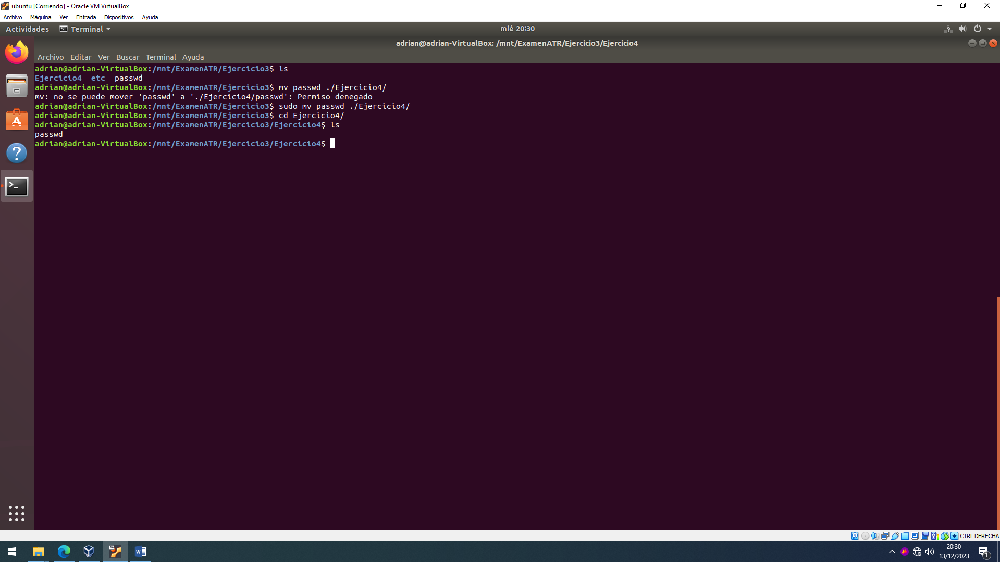 ubuntu [Corriendo] - Oracle VM VirtualBox
Archivo Máquina Ver Entrada Dispositivos Ayuda
Actividades Terminal mié 20:30
adrian@adrian-VirtualBox: /mnt/ExamenATR/Ejercicio3/Ejercicio4
Archivo Editar Ver Buscar Terminal Ayuda
adrian@adrian-VirtualBox:/mnt/ExamenATR/Ejercicio3$ ls
Ejercicio4 etc passwd
adrian@adrian-VirtualBox:/mnt/ExamenATR/Ejercicio3$ mv passwd ./Ejercicio4/
mv: no se puede mover 'passwd' a './Ejercicio4/passwd': Permiso denegado
adrian@adrian-VirtualBox:/mnt/ExamenATR/Ejercicio3$ sudo mv passwd ./Ejercicio4/
adrian@adrian-VirtualBox:/mnt/ExamenATR/Ejercicio3$ cd Ejercicio4/
adrian@adrian-VirtualBox:/mnt/ExamenATR/Ejercicio3/Ejercicio4$ ls
passwd
adrian@adrian-VirtualBox:/mnt/ExamenATR/Ejercicio3/Ejercicio4$
CTRL DERECHA
20:30
13/12/2023
1